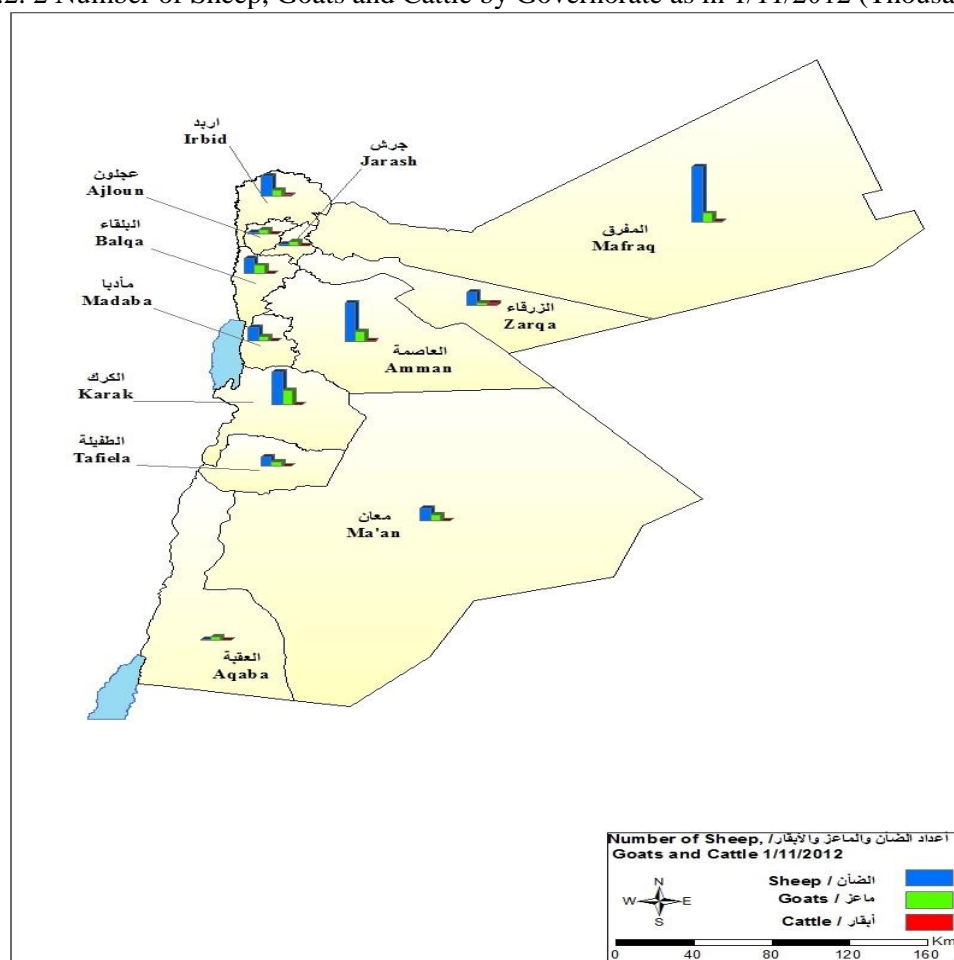 2. 2 Number of Sheep, Goats and Cattle by Governorate as in 1/11/2012
اربد
Irbid
جرش
Jarash
عجلون
Ajloun
البلقاء
Balqa
المفرق
Mafraq
مأدبا
Madaba
الزرقاء
Zarqa
العاصمة
Amman
الكرك
Karak
الطفيلة
Tafiela
معان
Ma'an
العقبة
Aqaba
Number of Sheep, /أعداد الضأن والماعز والأبقار
Goats and Cattle 1/11/2012
N
W E
S
Sheep / الضأن
Goats / ماعز
Cattle / أبقار
Km
0 40 80 120 160